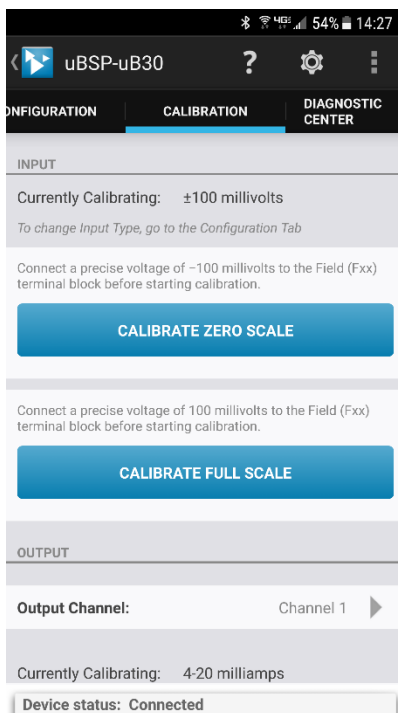 4G 54% 14:27
uBSP-uB30 ?
ONFIGURATION CALIBRATION DIAGNOSTIC
CENTER
INPUT
Currently Calibrating: ±100 millivolts
To change Input Type, go to the Configuration Tab
Connect a precise voltage of −100 millivolts to the Field (Fxx)
terminal block before starting calibration.
CALIBRATE ZERO SCALE
Connect a precise voltage of 100 millivolts to the Field (Fxx)
terminal block before starting calibration.
CALIBRATE FULL SCALE
OUTPUT
Output Channel: Channel 1
Currently Calibrating: 4-20 milliamps
Device status: Connected